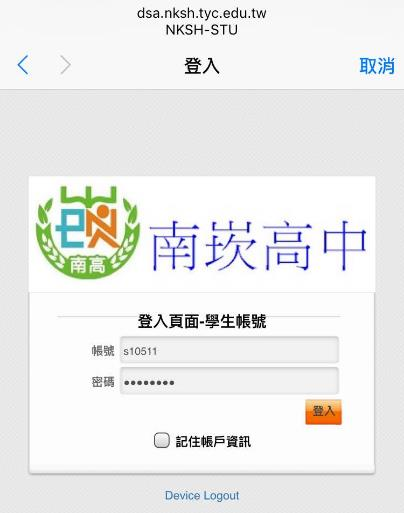 dsa.nksh.tyc.edu.tw
NKSH-STU
登入
取消
南高
南崁高中
登入頁面-學生帳號
帳號 s10511
密碼 ••••••••
登入
記住帳戶資訊
Device Logout